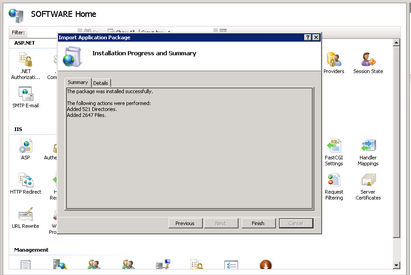 SOFTWARE Home
Filter:
ASP.NET
.NET
Authorizati...
SMTP E-mail
Import Application Package
Installation Progress and Summary
Summary Details
The package was installed successfully.
The following actions were performed:
Added 521 Directories.
Added 2647 Files.
Previous Next Finish Cancel
Providers Session State
IIS
ASP
FastCGI
Settings
Handler
Mappings
HTTP Redirect
Request
Filtering
Server
Certificates
URL Rewrite
Management